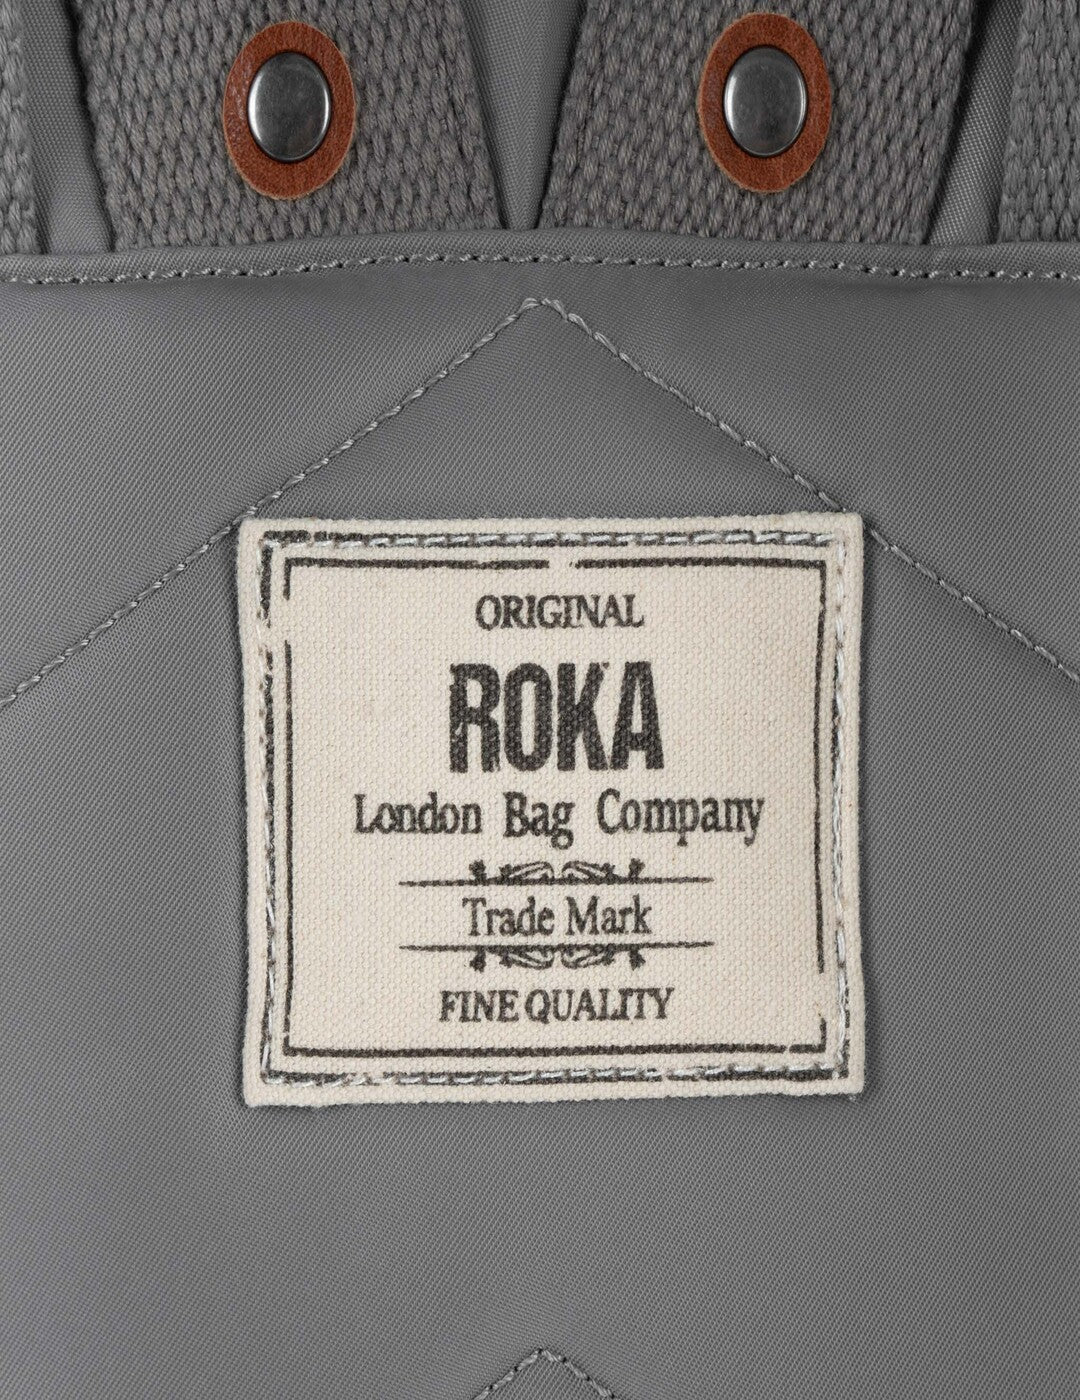 ORIGINAL
ROKA
London Bag Company
Trade Mark
FINE QUALITY